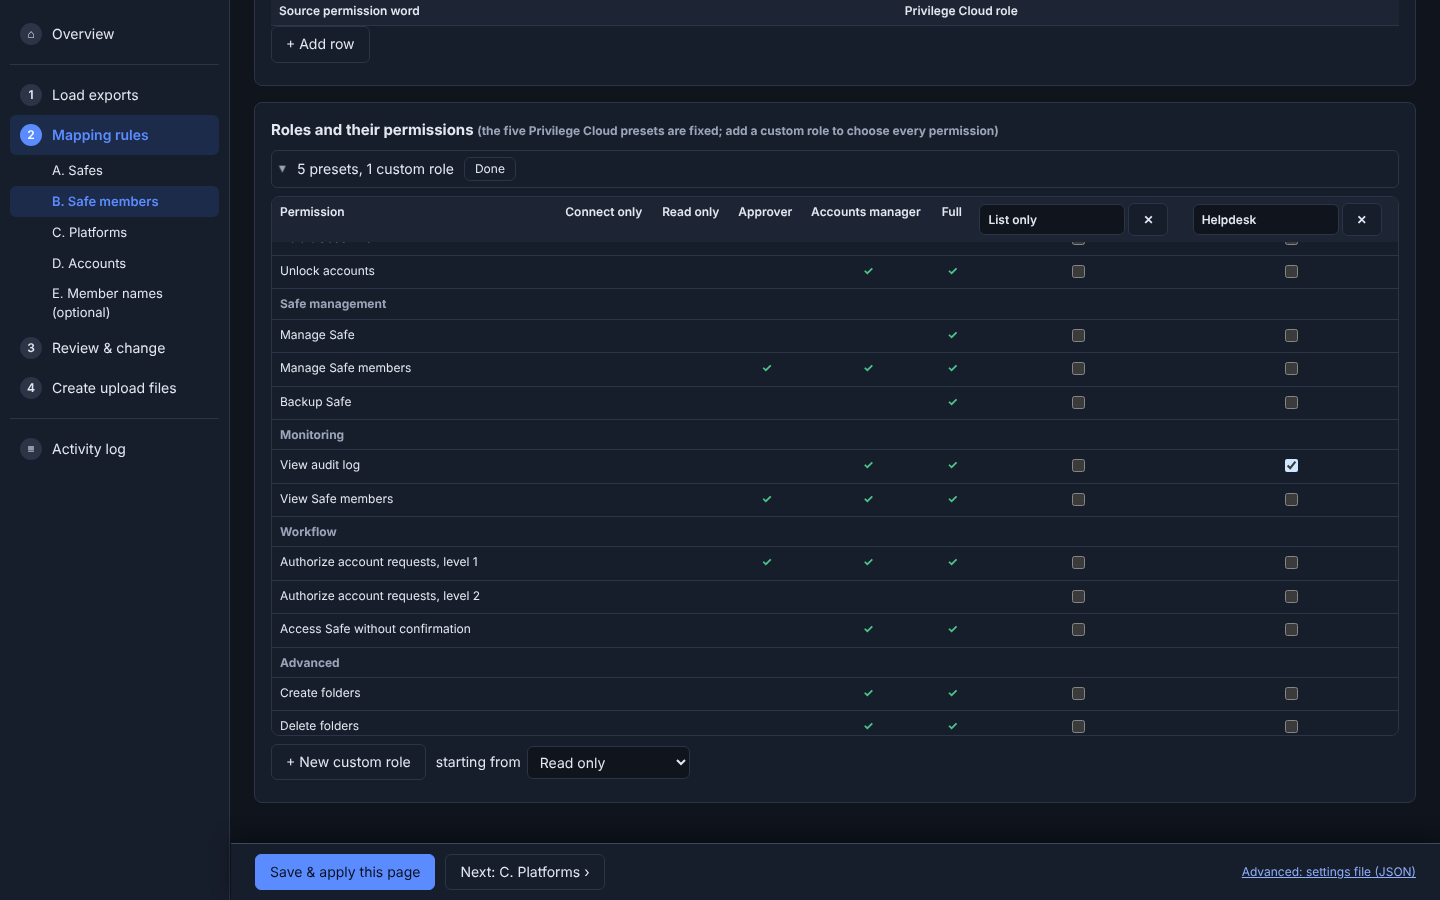 Overview
1 Load exports
2 Mapping rules
A. Safes
B. Safe members
C. Platforms
D. Accounts
E. Member names
(optional)
3 Review & change
4 Create upload files
Activity log
Source permission word Privilege Cloud role
+ Add row
Roles and their permissions (the five Privilege Cloud presets are fixed; add a custom role to choose every permission)
5 presets, 1 custom role Done
Permission Connect only Read only Approver Accounts manager Full List only × Helpdesk ×
Unlock accounts
Safe management
Manage Safe
Manage Safe members
Backup Safe
Monitoring
View audit log
View Safe members
Workflow
Authorize account requests, level 1
Authorize account requests, level 2
Access Safe without confirmation
Advanced
Create folders
Delete folders
+ New custom role starting from Read only
Save & apply this page Next: C. Platforms › Advanced: settings file (JSON)